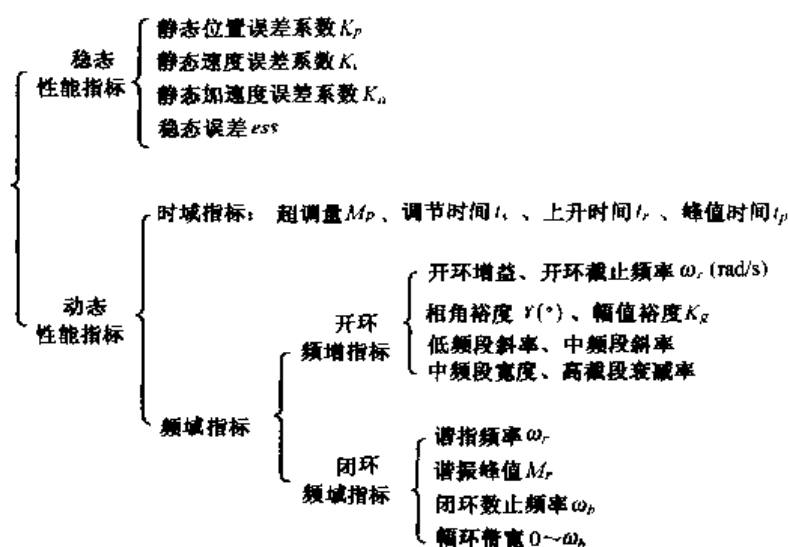 稳态
性能指标
静态位置误差系数Kp
静态速度误差系数Kv
静态加速度误差系数Ka
稳态误差ess
动态
性能指标
时域指标： 超调量Mp、调节时间ts、上升时间tr、峰值时间tp
频域指标
开环
频增指标
开环增益、开环截止频率ωc(rad/s)
相角裕度γ(°)、幅值裕度Kg
低频段斜率、中频段斜率
中频段宽度、高截段衰减率
闭环
频域指标
谐指频率ωr
谐振峰值Mr
闭环数止频率ωb
幅环带宽0～ωb